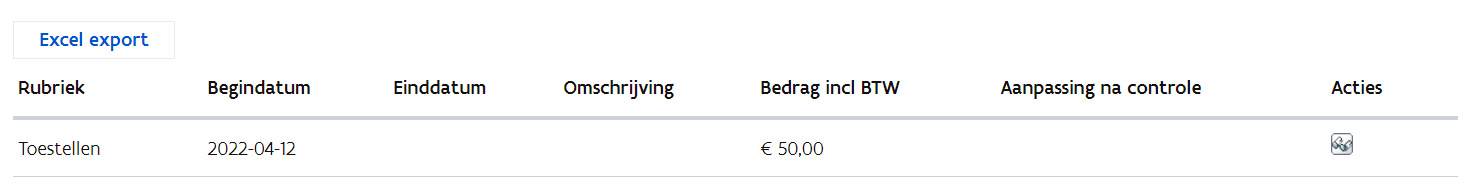 Excel export
Rubriek Begindatum Einddatum Omschrijving Bedrag incl BTW Aanpassing na controle Acties
Toestellen 2022-04-12 € 50,00